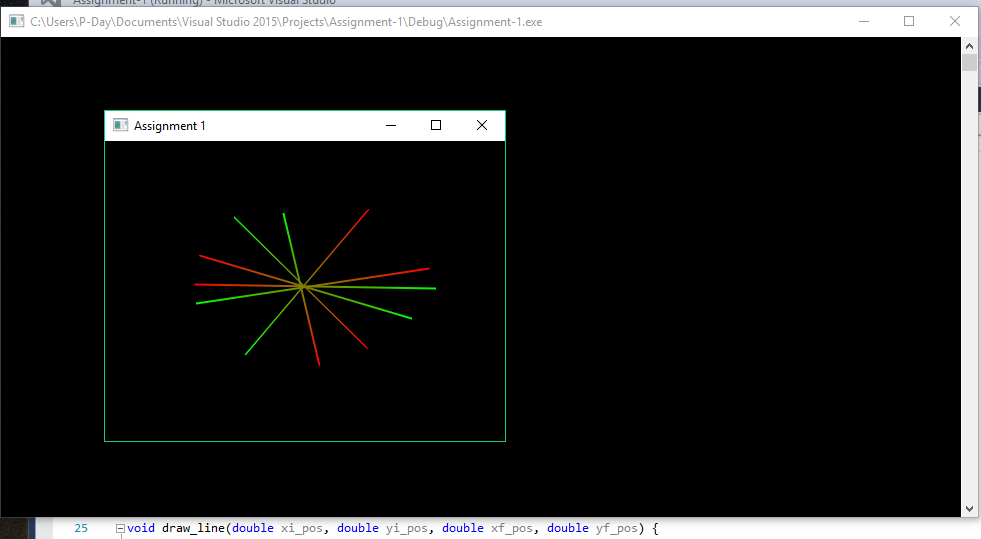 Assignment-1 (Running) - Microsoft Visual Studio
C:\Users\P-Day\Documents\Visual Studio 2015\Projects\Assignment-1\Debug\Assignment-1.exe
Assignment 1
25 void draw_line(double xi_pos, double yi_pos, double xf_pos, double yf_pos) {